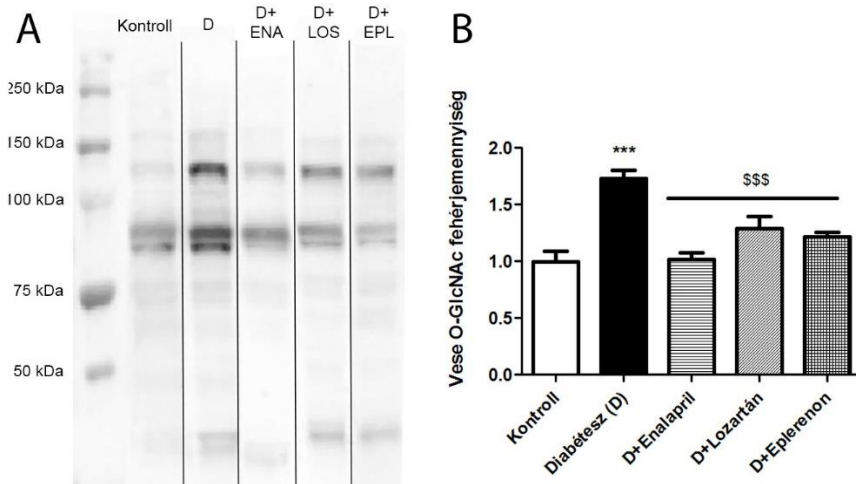 A
Kontroll
D
D+
ENA
D+
LOS
D+
EPL
250 kDa
150 kDa
100 kDa
75 kDa
50 kDa
B
Vese O-GlcNAc fehérjemennyiség
2.0
1.5
1.0
0.5
0.0
***
$$$
Kontroll
Diabétesz (D)
D+Enalapril
D+Lozartán
D+Eplerenon